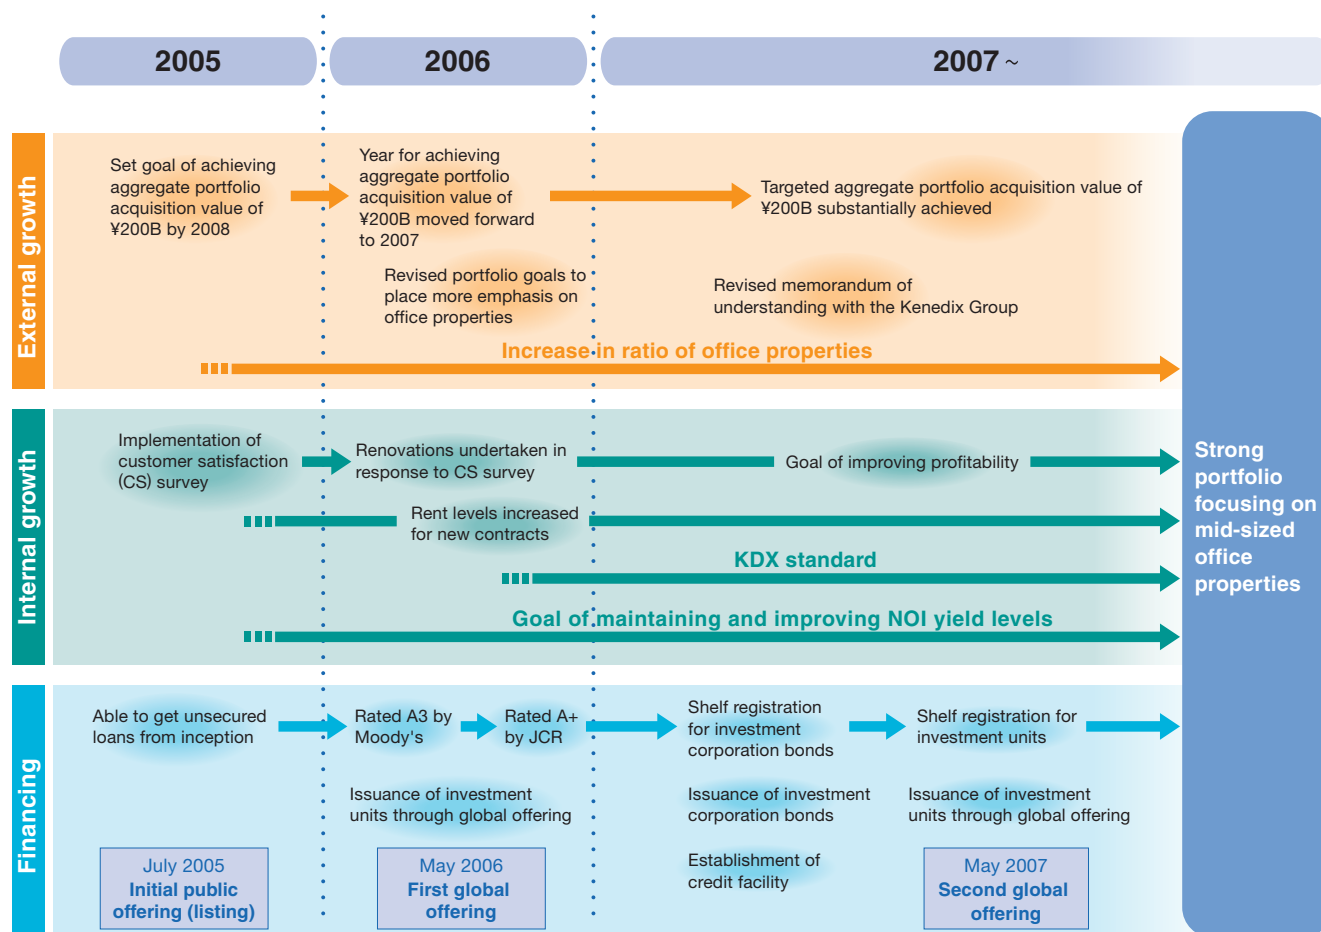 2005
2006
2007 ~
External growth
Set goal of achieving
aggregate portfolio
acquisition value of
¥200B by 2008
Year for achieving
aggregate portfolio
acquisition value of
¥200B moved forward
to 2007
Targeted aggregate portfolio acquisition value of
¥200B substantially achieved
Revised portfolio goals to
place more emphasis on
office properties
Revised memorandum of
understanding with the Kenedix Group
Increase in ratio of office properties
Internal growth
Implementation of
customer satisfaction
(CS) survey
Renovations undertaken in
response to CS survey
Goal of improving profitability
Rent levels increased
for new contracts
KDX standard
Goal of maintaining and improving NOI yield levels
Strong
portfolio
focusing on
mid-sized
office
properties
Financing
Able to get unsecured
loans from inception
Rated A3 by
Moody's
Rated A+
by JCR
Shelf registration
for investment
corporation bonds
Shelf registration for
investment units
Issuance of investment
units through global offering
Issuance of investment
corporation bonds
Issuance of investment
units through global offering
Establishment of
credit facility
July 2005
Initial public
offering (listing)
May 2006
First global
offering
May 2007
Second global
offering